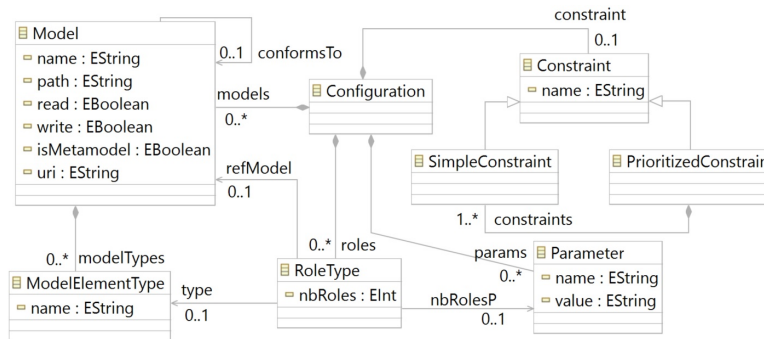 constraint
Model
0..1
conformsTo
0..1
name : EString
path : EString
read : EBoolean
write : EBoolean
isMetamodel : EBoolean
uri : EString
models
0..*
Configuration
Constraint
name : EString
refModel
0..1
SimpleConstraint
PrioritizedConstrain
1..*
constraints
0..*
modelTypes
0..*
roles
params
0..*
ModelElementType
name : EString
type
0..1
RoleType
nbRoles : EInt
nbRolesP
0..1
Parameter
name : EString
value : EString